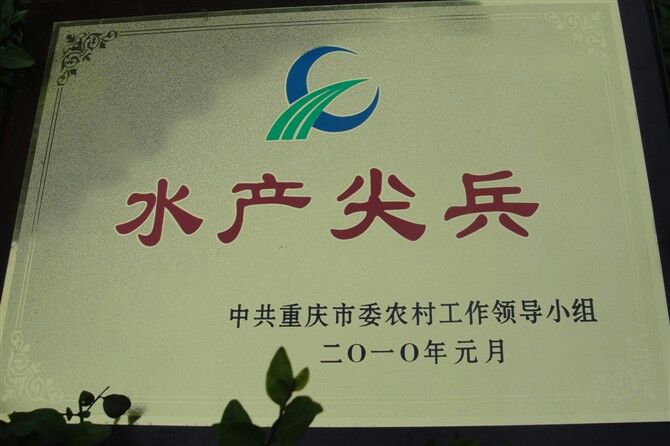 水产尖兵
中共重庆市委农村工作领导小组
二〇一〇年元月